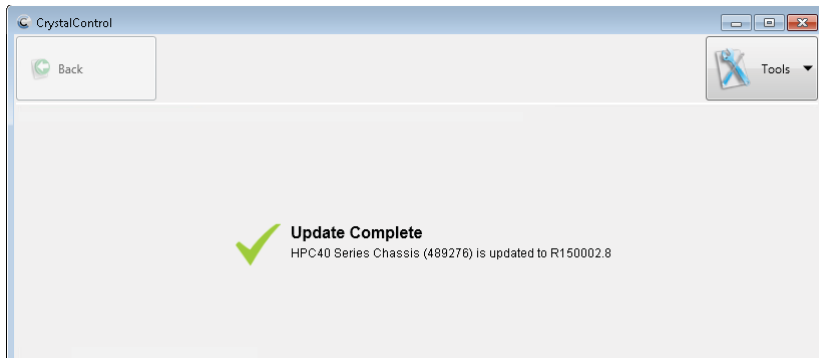 CrystalControl
Back
Tools
Update Complete
HPC40 Series Chassis (489276) is updated to R150002.8